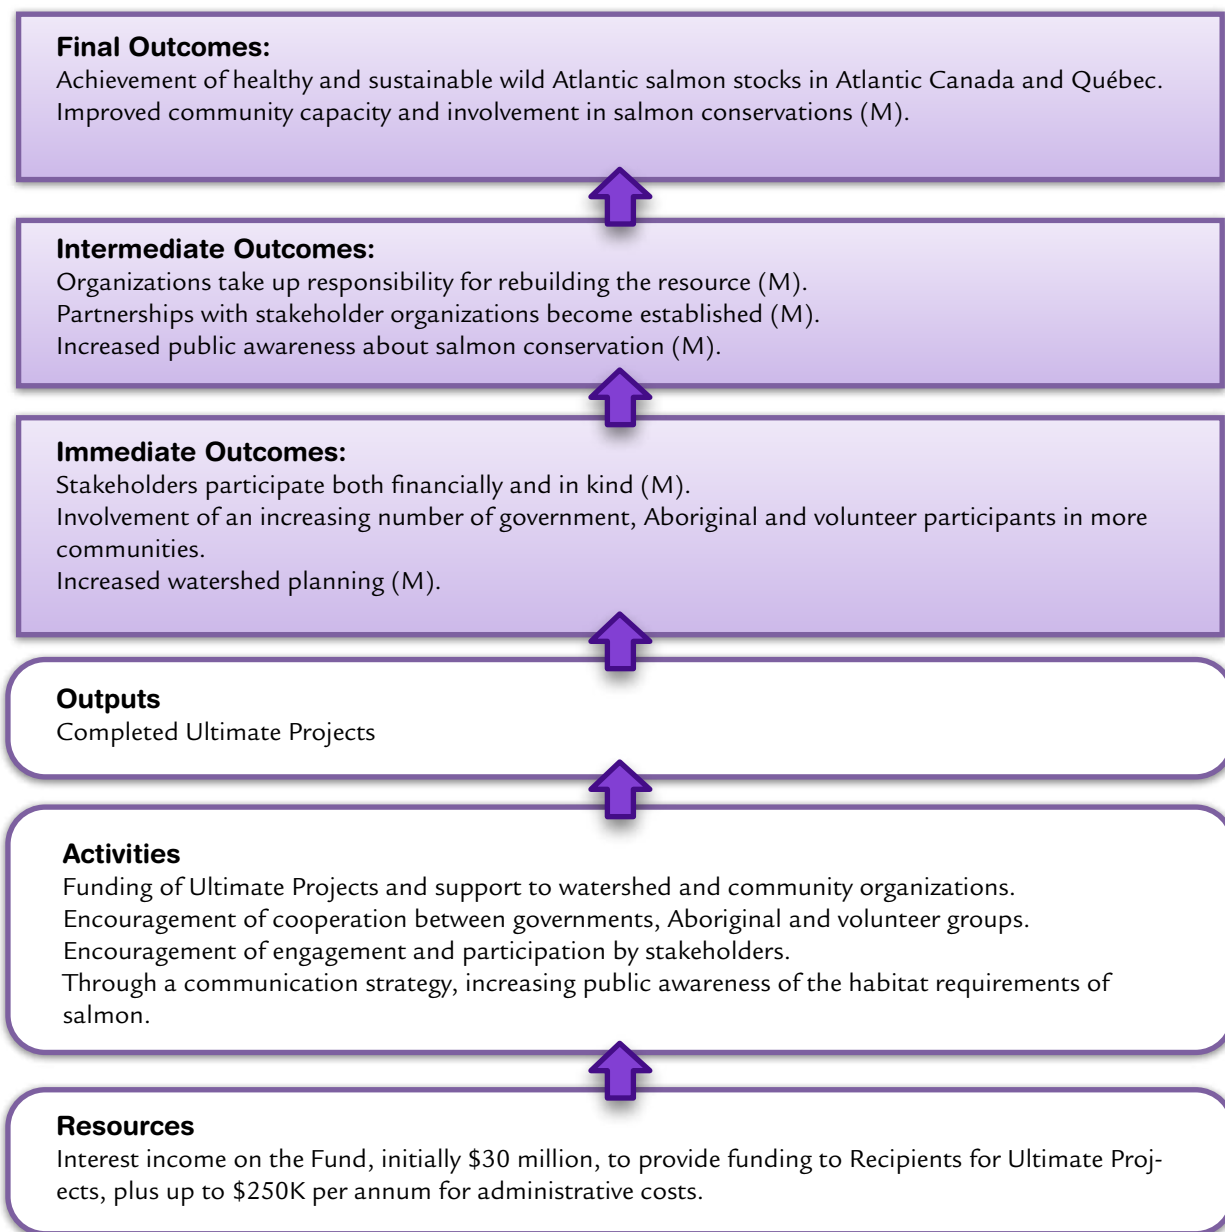 Final Outcomes:
Achievement of healthy and sustainable wild Atlantic salmon stocks in Atlantic Canada and Québec.
Improved community capacity and involvement in salmon conservations (M).
Intermediate Outcomes:
Organizations take up responsibility for rebuilding the resource (M).
Partnerships with stakeholder organizations become established (M).
Increased public awareness about salmon conservation (M).
Immediate Outcomes:
Stakeholders participate both financially and in kind (M).
Involvement of an increasing number of government, Aboriginal and volunteer participants in more
communities.
Increased watershed planning (M).
Outputs
Completed Ultimate Projects
Activities
Funding of Ultimate Projects and support to watershed and community organizations.
Encouragement of cooperation between governments, Aboriginal and volunteer groups.
Encouragement of engagement and participation by stakeholders.
Through a communication strategy, increasing public awareness of the habitat requirements of
salmon.
Resources
Interest income on the Fund, initially $30 million, to provide funding to Recipients for Ultimate Proj-
ects, plus up to $250K per annum for administrative costs.